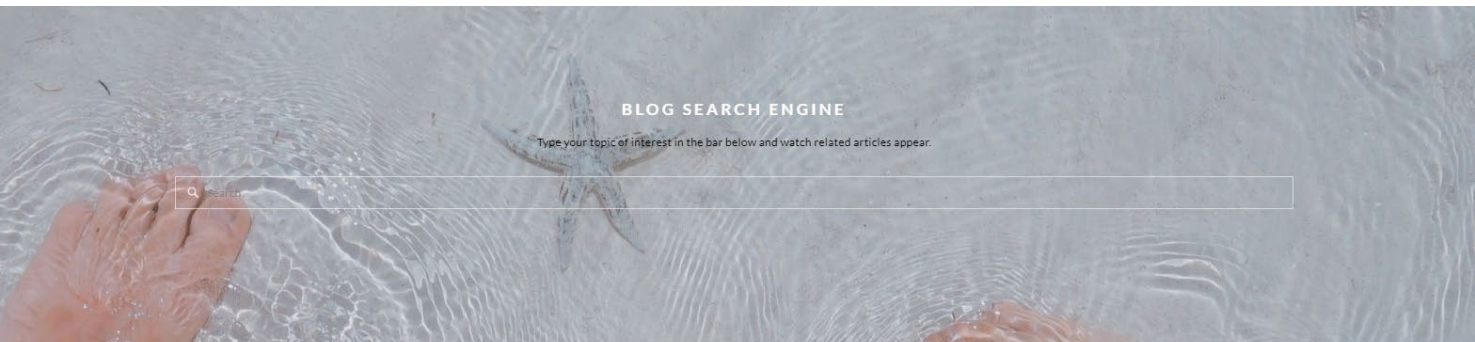 BLOG SEARCH ENGINE
Type your topic of interest in the bar below and watch related articles appear.
Search